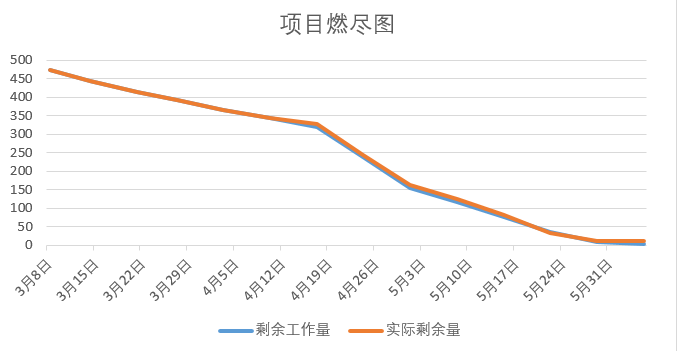 项目燃尽图
500
450
400
350
300
250
200
150
100
50
0
3月8日
3月15日
3月22日
3月29日
4月5日
4月12日
4月19日
4月26日
5月3日
5月10日
5月17日
5月24日
5月31日
剩余工作量 实际剩余量